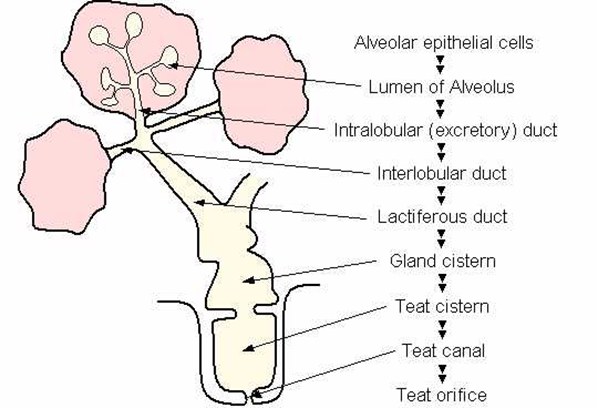 Alveolar epithelial cells
Lumen of Alveolus
Intralobular (excretory) duct
Interlobular duct
Lactiferous duct
Gland cistern
Teat cistern
Teat canal
Teat orifice